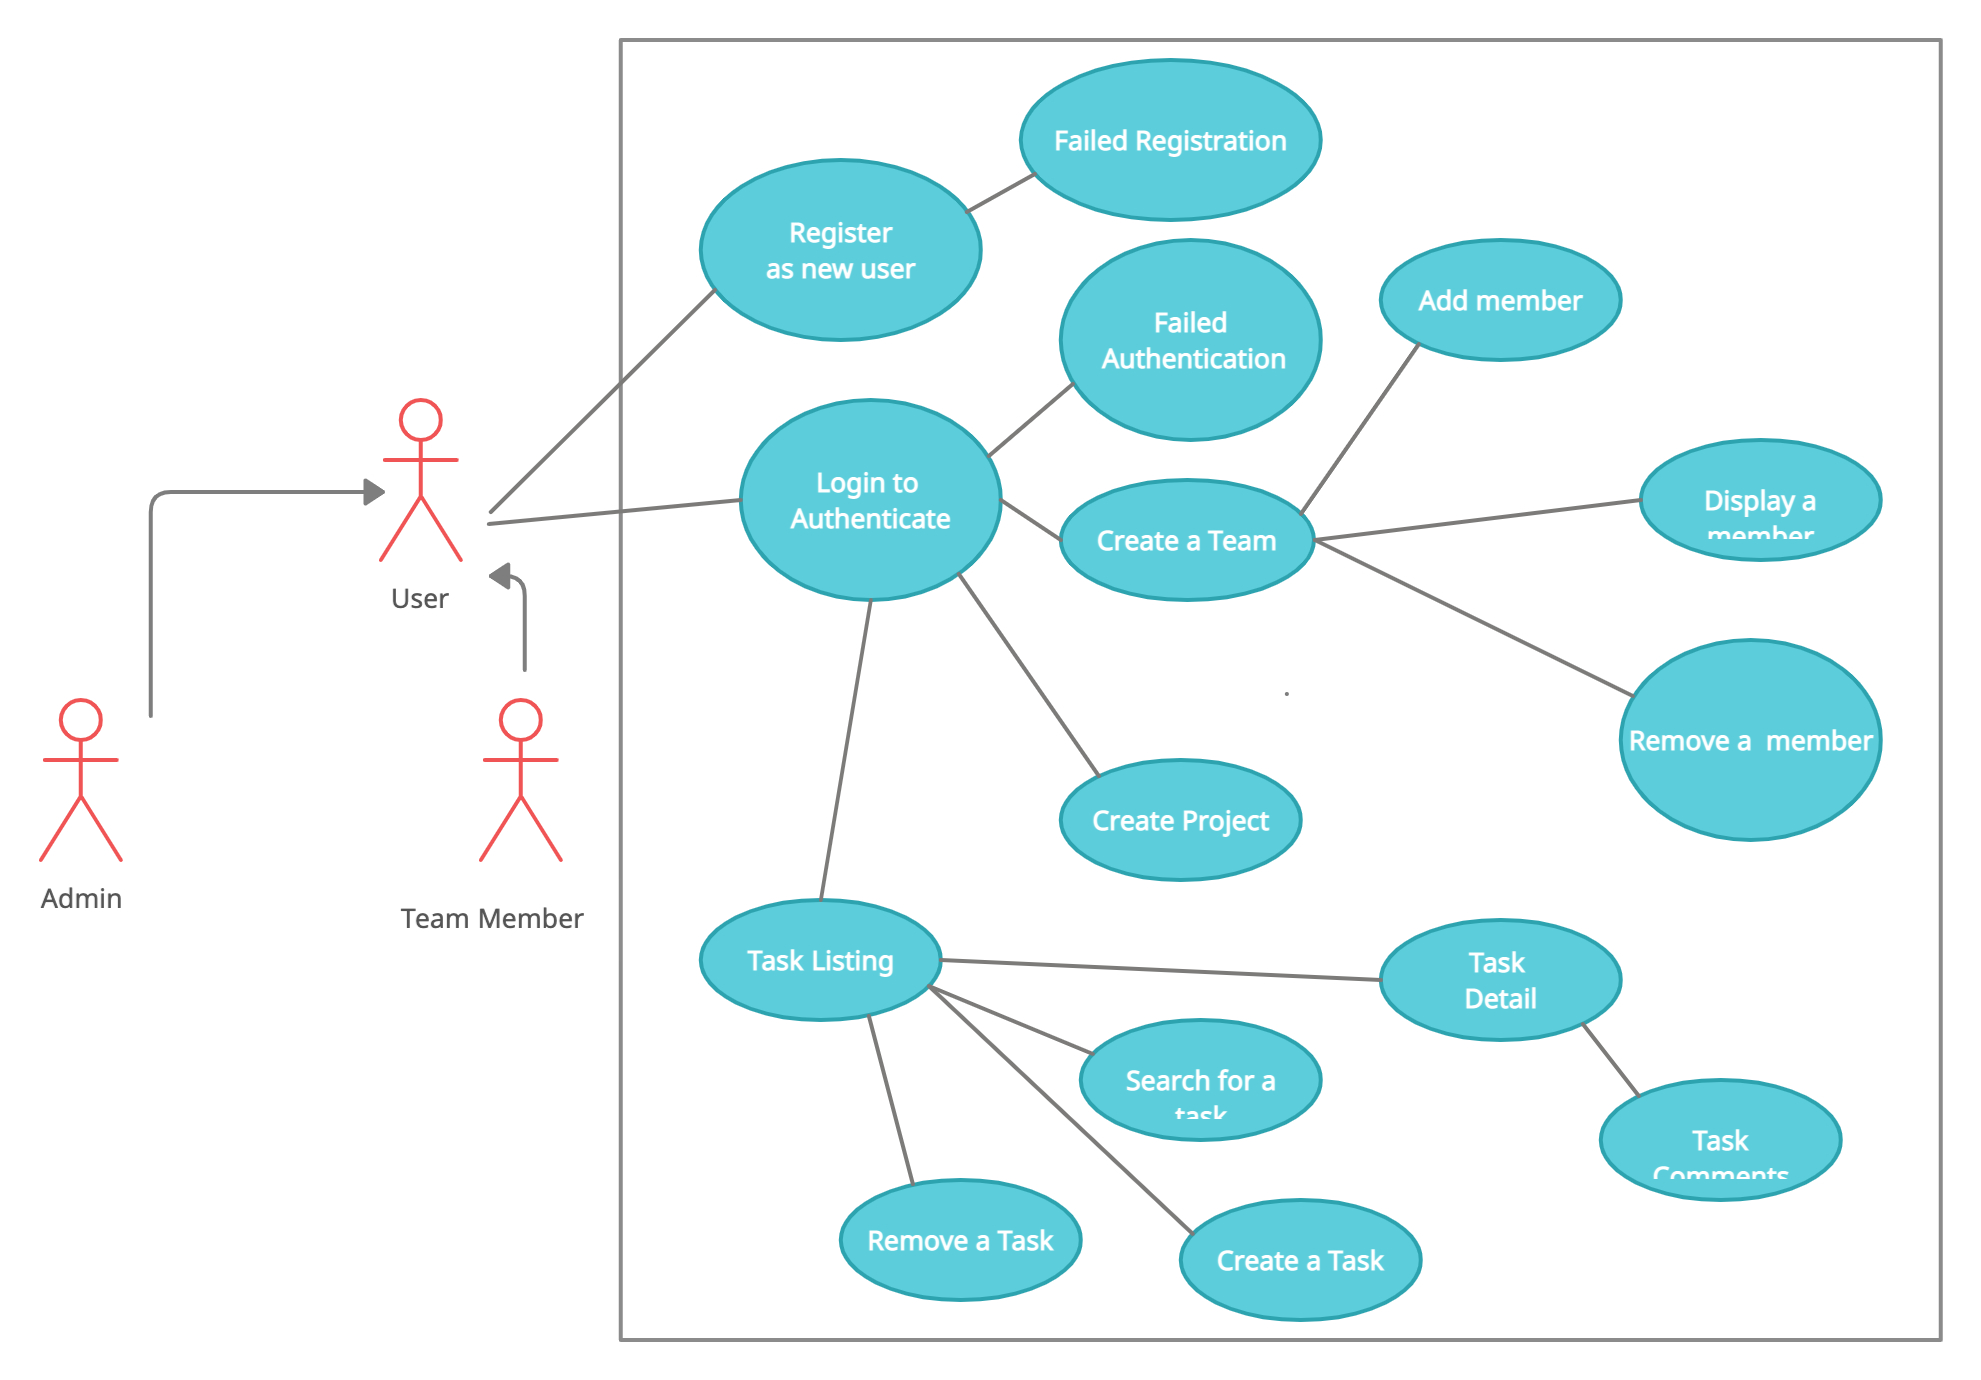 Failed Registration
Register
as new user
Failed
Authentication
Add member
Login to
Authenticate
Create a Team
Display a
member
User
Remove a  member
Create Project
Admin
Team Member
Task Listing
Task
Detail
Search for a
task
Task
Comments
Remove a Task
Create a Task